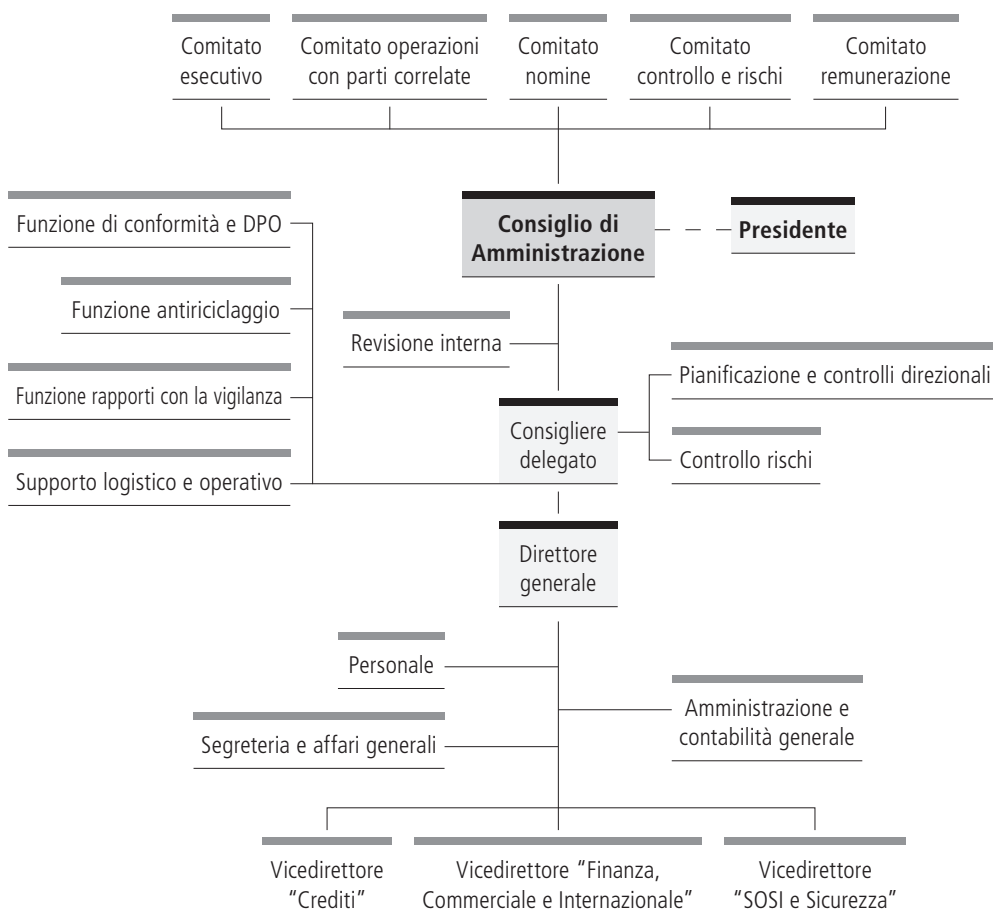 Comitato
esecutivo
Comitato operazioni
con parti correlate
Comitato
nomine
Comitato
controllo e rischi
Comitato
remunerazione
Funzione di conformità e DPO
Consiglio di
Amministrazione
Presidente
Funzione antiriciclaggio
Revisione interna
Pianificazione e controlli direzionali
Funzione rapporti con la vigilanza
Consigliere
delegato
Controllo rischi
Supporto logistico e operativo
Direttore
generale
Personale
Amministrazione e
contabilità generale
Segreteria e affari generali
Vicedirettore
“Crediti”
Vicedirettore “Finanza,
Commerciale e Internazionale”
Vicedirettore
“SOSI e Sicurezza”